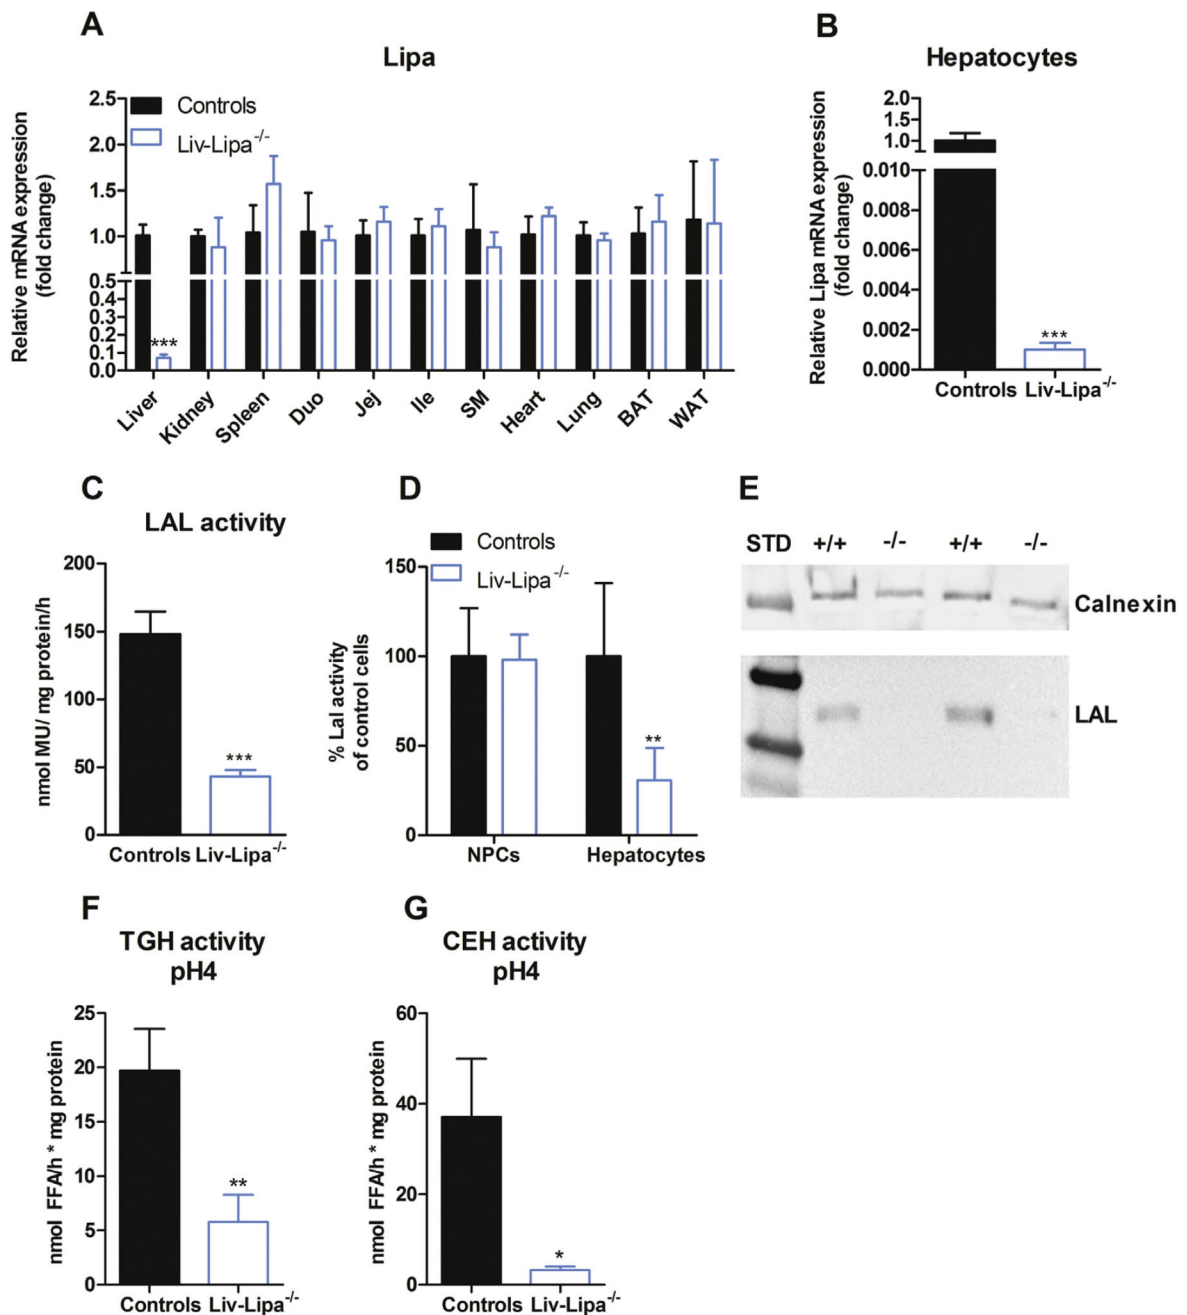 A
Lipa
Relative mRNA expression
(fold change)
2.5
2.0
1.5
1.0
0.5
0.4
0.3
0.2
0.1
0.0
Controls
Liv-Lipa-/-
***
Liver
Kidney
Spleen
Duo
Jej
Ile
SM
Heart
Lung
BAT
WAT
B
Hepatocytes
Relative Lipa mRNA expression
(fold change)
2.0
1.5
1.0
0.010
0.008
0.006
0.004
0.002
0.000
***
Controls Liv-Lipa-/-
C
LAL activity
nmol MU/ mg protein/h
200
150
100
50
0
***
Controls Liv-Lipa-/-
D
Controls
Liv-Lipa-/-
% Lal activity
of control cells
150
100
50
0
**
NPCs Hepatocytes
E
STD +/+ -/- +/+ -/-
Calnexin
LAL
F
TGH activity
pH4
nmol FFA/h * mg protein
25
20
15
10
5
0
**
Controls Liv-Lipa-/-
G
CEH activity
pH4
nmol FFA/h * mg protein
60
40
20
0
*
Controls Liv-Lipa-/-